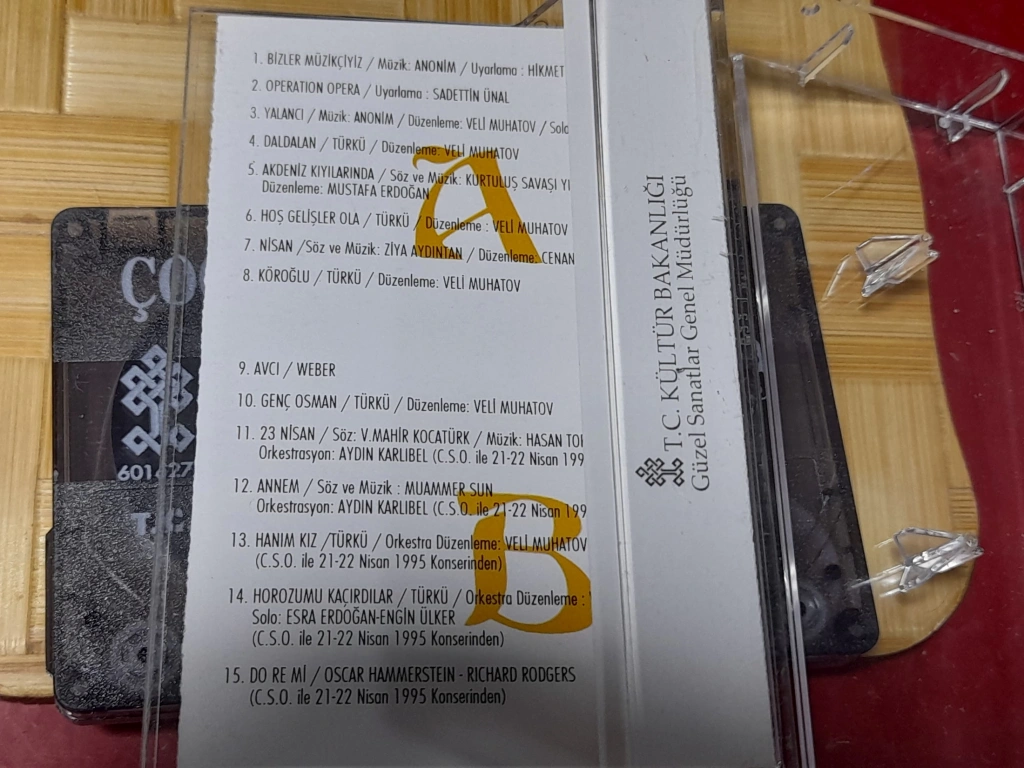 1. BİZLER MÜZİKÇİYİZ / Müzik: ANONİM / Uyarlama : HİKMET
2. OPERATION OPERA / Uyarlama : SADETTİN ÜNAL
3. YALANCI / Müzik: ANONİM / Düzenleme: VELİ MUHATOV / Solo
4. DALDALAN / TÜRKÜ / Düzenleme: VELİ MUHATOV
5. AKDENİZ KIYILARINDA / Söz ve Müzik: KURTULUŞ SAVAŞI YI
Düzenleme: MUSTAFA ERDOĞAN
6. HOŞ GELİŞLER OLA / TÜRKÜ / Düzenleme : VELİ MUHATOV
7. NİSAN /Söz ve Müzik: ZİYA AYDINTAN / Düzenleme: CENAN
8. KÖROĞLU / TÜRKÜ / Düzenleme: VELİ MUHATOV
A
9. AVCI / WEBER
10. GENÇ OSMAN / TÜRKÜ / Düzenleme: VELİ MUHATOV
11. 23 NİSAN / Söz: V.MAHİR KOCATÜRK / Müzik: HASAN TO
Orkestrasyon: AYDIN KARLIBEL (C.S.O. ile 21-22 Nisan 199
12. ANNEM / Söz ve Müzik : MUAMMER SUN
Orkestrasyon: AYDIN KARLIBEL (C.S.O. ile 21-22 Nisan 199
13. HANIM KIZ /TÜRKÜ / Orkestra Düzenleme: VELİ MUHATOV
(C.S.O. ile 21-22 Nisan 1995 Konserinden)
14. HOROZUMU KAÇIRDILAR / TÜRKÜ / Orkestra Düzenleme :
Solo: ESRA ERDOĞAN-ENGİN ÜLKER
(C.S.O. ile 21-22 Nisan 1995 Konserinden)
15. DO RE Mİ / OSCAR HAMMERSTEIN - RICHARD RODGERS
(C.S.O. ile 21-22 Nisan 1995 Konserinden)
B
T.C. KÜLTÜR BAKANLIĞI
Güzel Sanatlar Genel Müdürlüğü
ÇO
601627
T.C